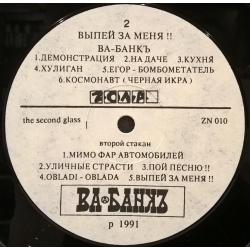 2
ВЫПЕЙ ЗА МЕНЯ !!
ВА-БАНКЪ
1.ДЕМОНСТРАЦИЯ 2.НА ДАЧЕ 3.КУХНЯ
4.ХУЛИГАН 5.ЕГОР - БОМБОМЕТАТЕЛЬ
6.КОСМОНАВТ ( ЧЕРНАЯ ИКРА )
ZОЛА
the second glass ZN 010
второй стакан
1.МИМО ФАР АВТОМОБИЛЕЙ
2.УЛИЧНЫЕ СТРАСТИ 3.ПОЙ ПЕСНЮ !!
4.OBLADI - OBLADA 5.ВЫПЕЙ ЗА МЕНЯ !!
ВА БАНКЪ
p 1991